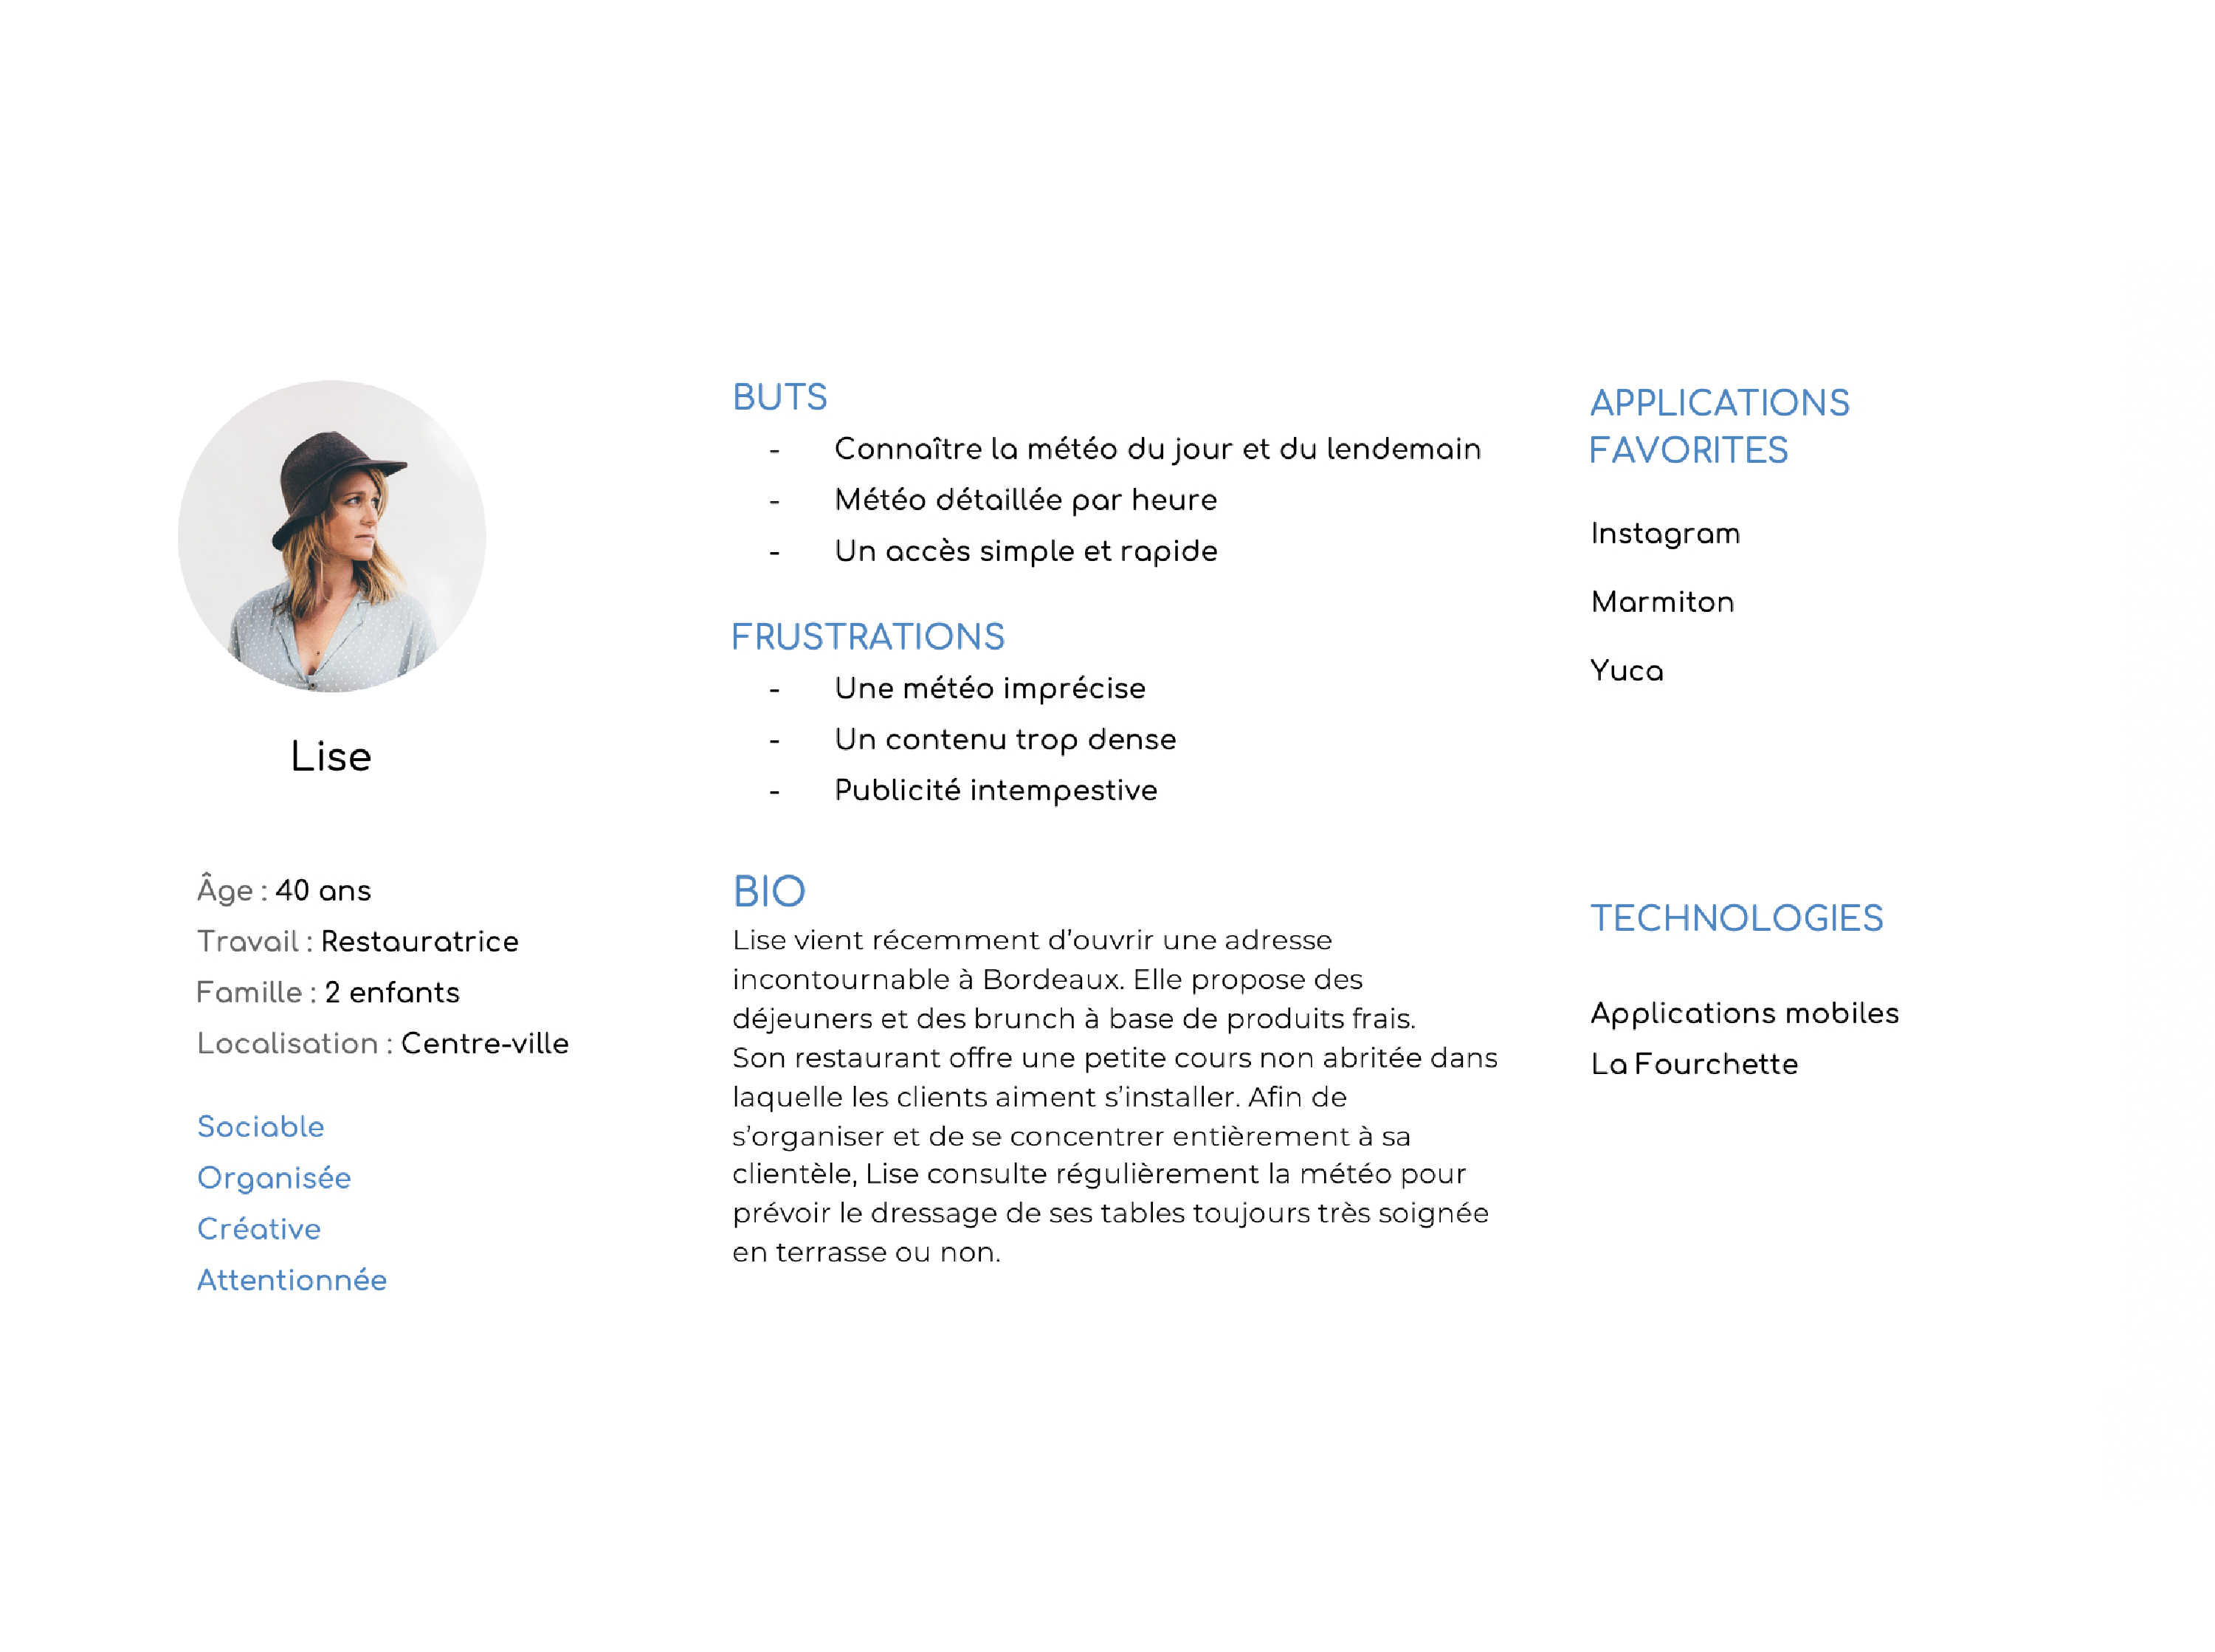 Lise
Âge : 40 ans
Travail : Restauratrice
Famille : 2 enfants
Localisation : Centre-ville
Sociable
Organisée
Créative
Attentionnée
BUTS
- Connaître la météo du jour et du lendemain
- Météo détaillée par heure
- Un accès simple et rapide
FRUSTRATIONS
- Une météo imprécise
- Un contenu trop dense
- Publicité intempestive
BIO
Lise vient récemment d’ouvrir une adresse
incontournable à Bordeaux. Elle propose des
déjeuners et des brunch à base de produits frais.
Son restaurant offre une petite cours non abritée dans
laquelle les clients aiment s’installer. Afin de
s’organiser et de se concentrer entièrement à sa
clientèle, Lise consulte régulièrement la météo pour
prévoir le dressage de ses tables toujours très soignée
en terrasse ou non.
APPLICATIONS
FAVORITES
Instagram
Marmiton
Yuca
TECHNOLOGIES
Applications mobiles
La Fourchette